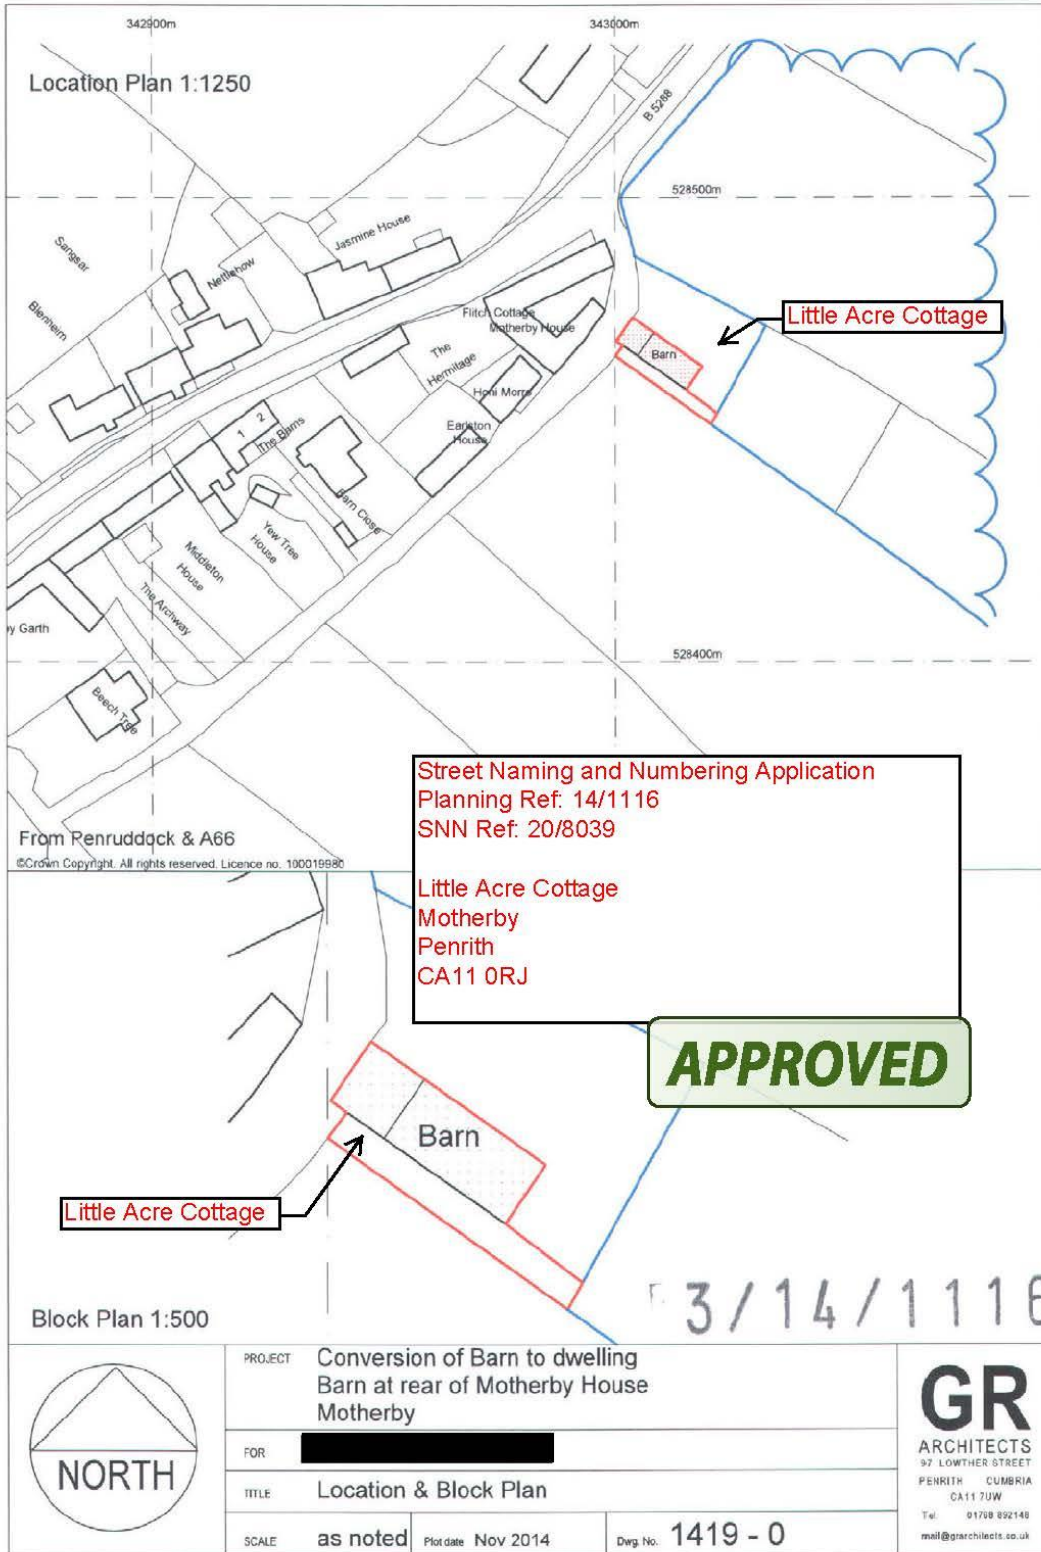 342900m
343000m
Location Plan 1:1250
B 5288
528500m
Jasmine House
Sangsar
Nettlehow
Blenheim
Flitch Cottage
Motherby House
Little Acre Cottage
The
Hermitage
Barn
Honi Morre
Earlston
House
1 2
The Barns
Barn Close
Yew Tree
House
Middleton
House
The Archway
y Garth
528400m
Beech Tree
Street Naming and Numbering Application
Planning Ref: 14/1116
SNN Ref: 20/8039
Little Acre Cottage
Motherby
Penrith
CA11 0RJ
From Penruddock & A66
©Crown Copyright. All rights reserved. Licence no. 100019980
APPROVED
Barn
Little Acre Cottage
Block Plan 1:500
3/14/1116
NORTH
PROJECT Conversion of Barn to dwelling
Barn at rear of Motherby House
Motherby
FOR
TITLE Location & Block Plan
SCALE as noted Plot date Nov 2014 Dwg. No. 1419 - 0
GR
ARCHITECTS
97 LOWTHER STREET
PENRITH CUMBRIA
CA11 7UW
Tel. 01768 892148
mail@grarchitects.co.uk